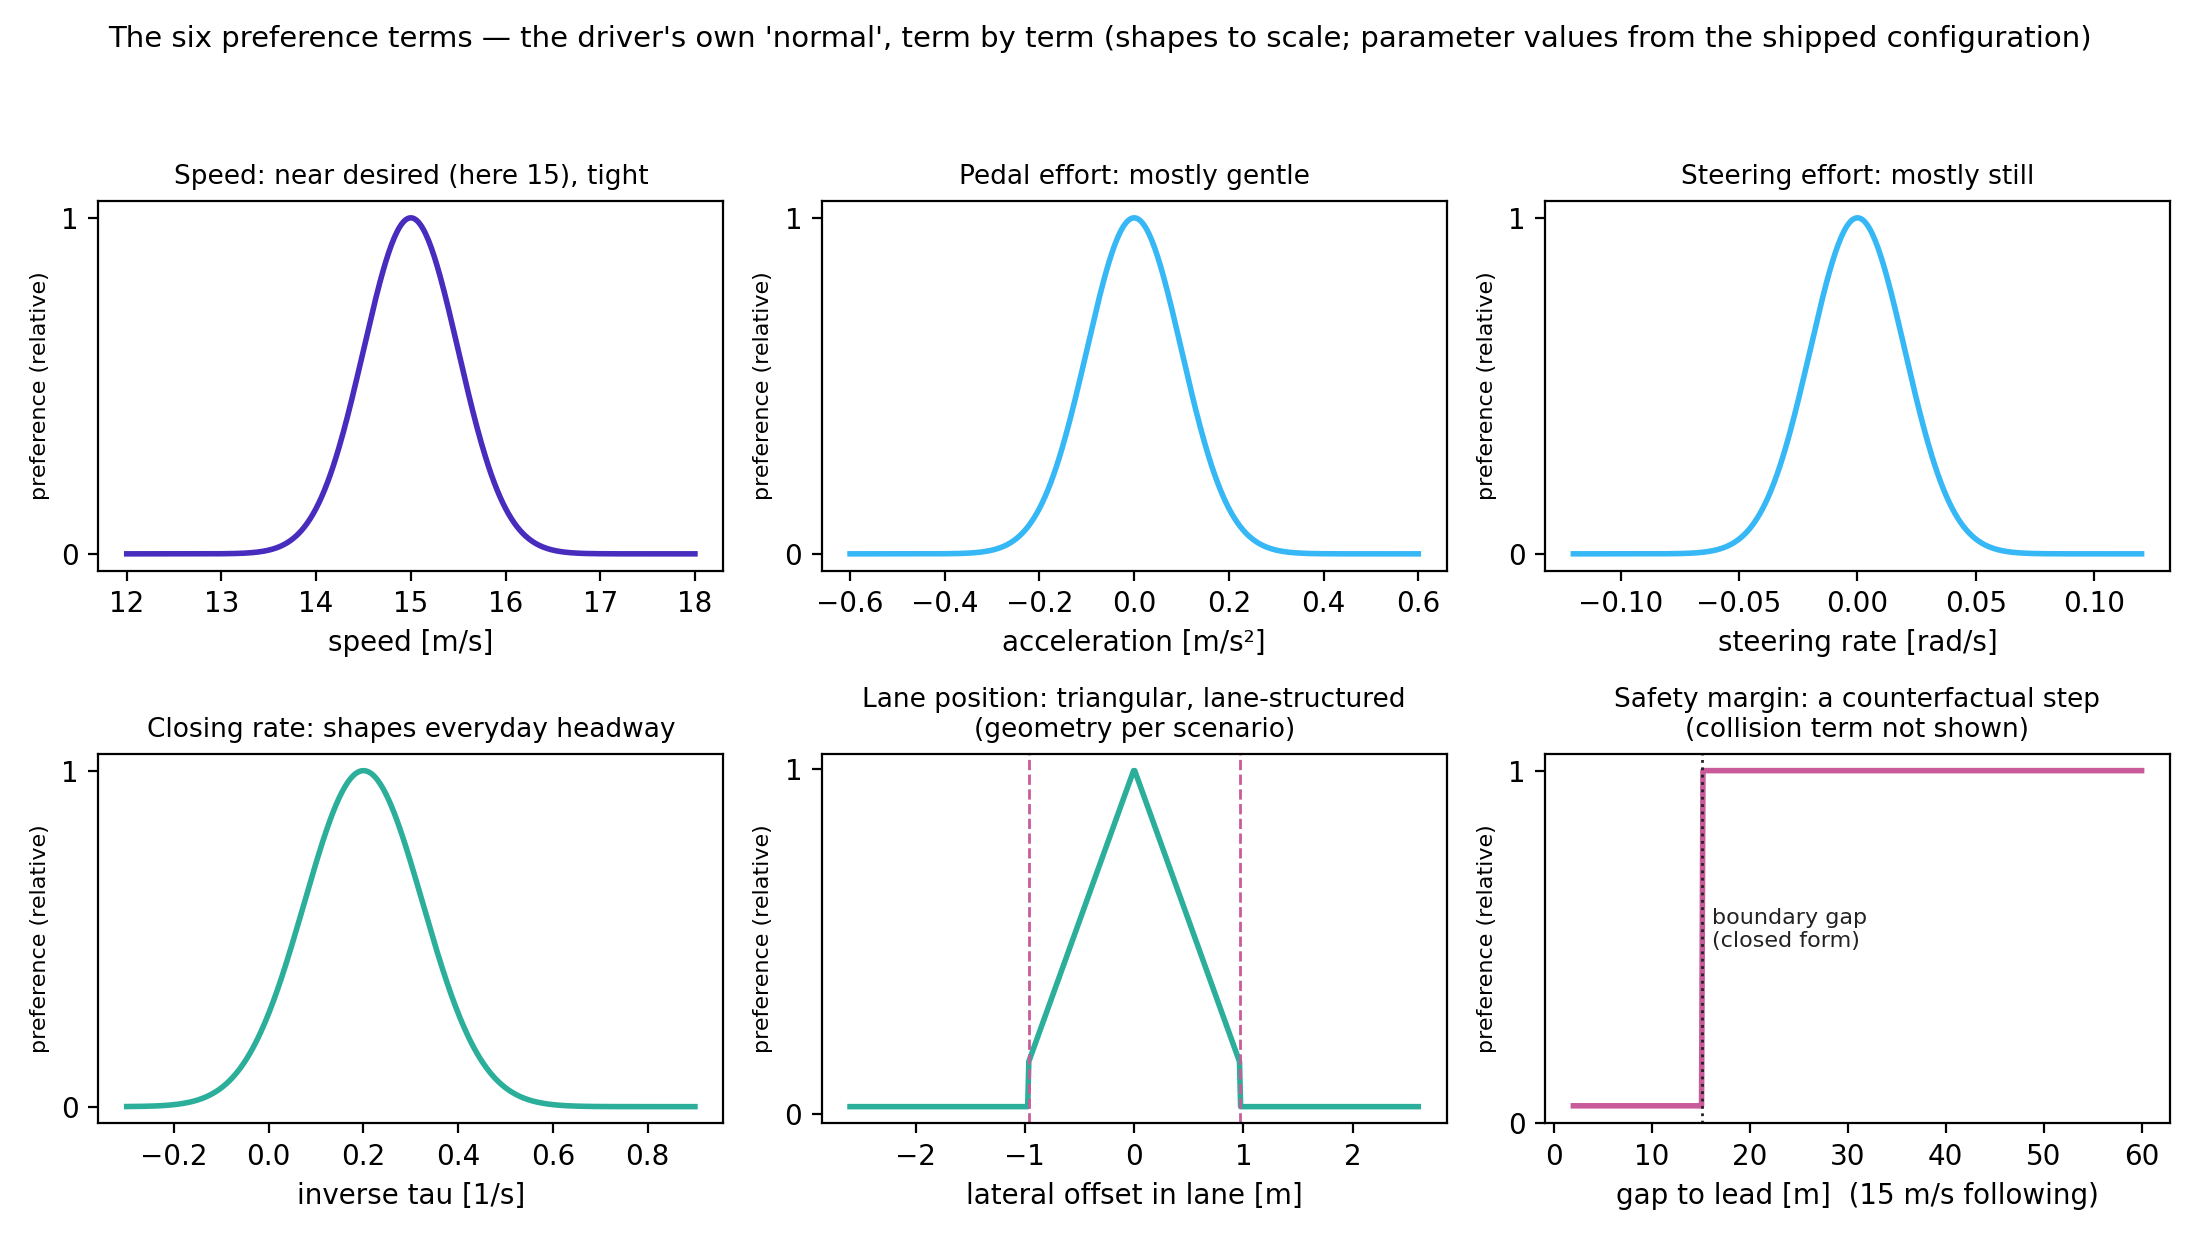 The six preference terms — the driver's own 'normal', term by term (shapes to scale; parameter values from the shipped configuration)
Speed: near desired (here 15), tight
preference (relative)
1
0
12 13 14 15 16 17 18
speed [m/s]
Pedal effort: mostly gentle
preference (relative)
1
0
−0.6 −0.4 −0.2 0.0 0.2 0.4 0.6
acceleration [m/s²]
Steering effort: mostly still
preference (relative)
1
0
−0.10 −0.05 0.00 0.05 0.10
steering rate [rad/s]
Closing rate: shapes everyday headway
preference (relative)
1
0
−0.2 0.0 0.2 0.4 0.6 0.8
inverse tau [1/s]
Lane position: triangular, lane-structured
(geometry per scenario)
preference (relative)
1
0
−2 −1 0 1 2
lateral offset in lane [m]
Safety margin: a counterfactual step
(collision term not shown)
preference (relative)
1
0
boundary gap
(closed form)
0 10 20 30 40 50 60
gap to lead [m] (15 m/s following)